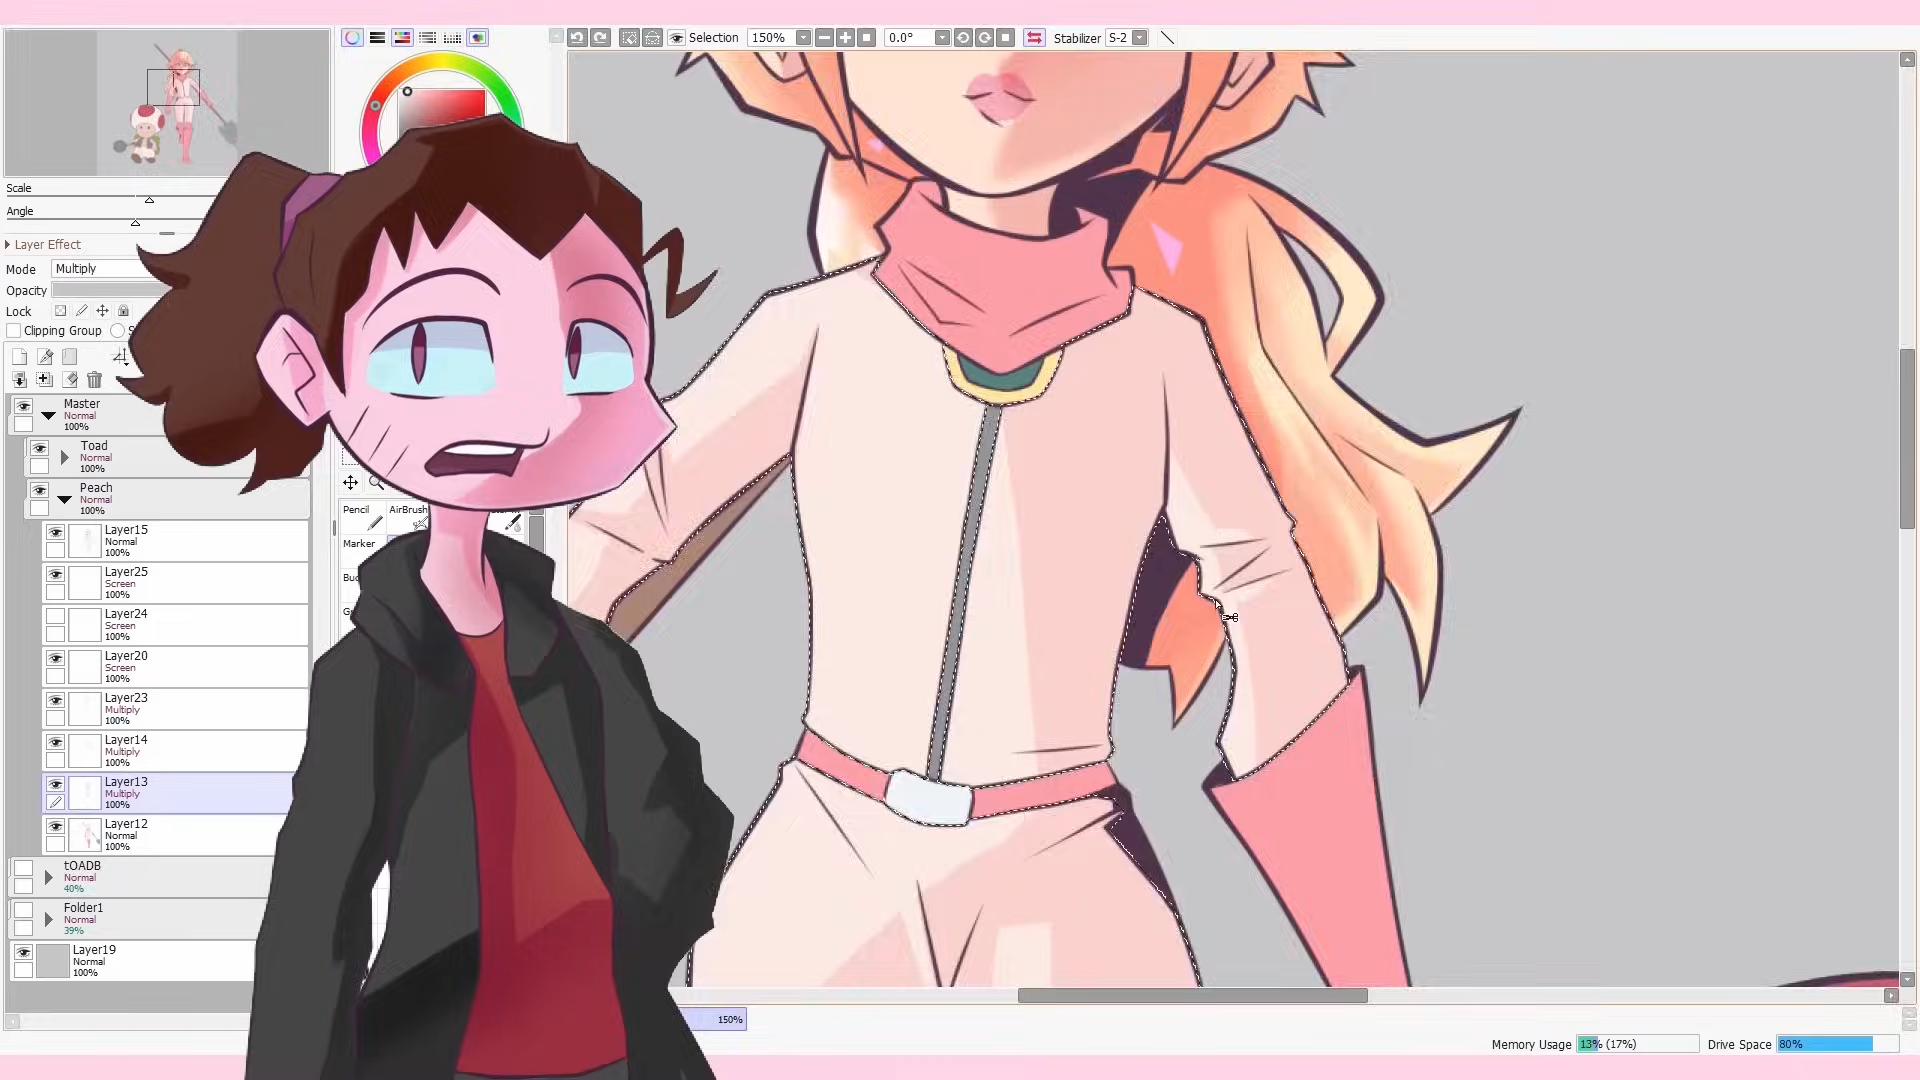 Selection 150% 0.0° Stabilizer S-2
Scale
Angle
Layer Effect
Mode Multiply
Opacity
Lock
Clipping Group
Master
Normal
100%
Toad
Normal
100%
Peach
Normal
100%
Layer15
Normal
100%
Layer25
Screen
100%
Layer24
Screen
100%
Layer20
Screen
100%
Layer23
Multiply
100%
Layer14
Multiply
100%
Layer13
Multiply
100%
Layer12
Normal
100%
tOADB
Normal
40%
Folder1
Normal
39%
Layer19
Normal
100%
Pencil AirBrush
Marker
150%
Memory Usage 13% (17%) Drive Space 80%